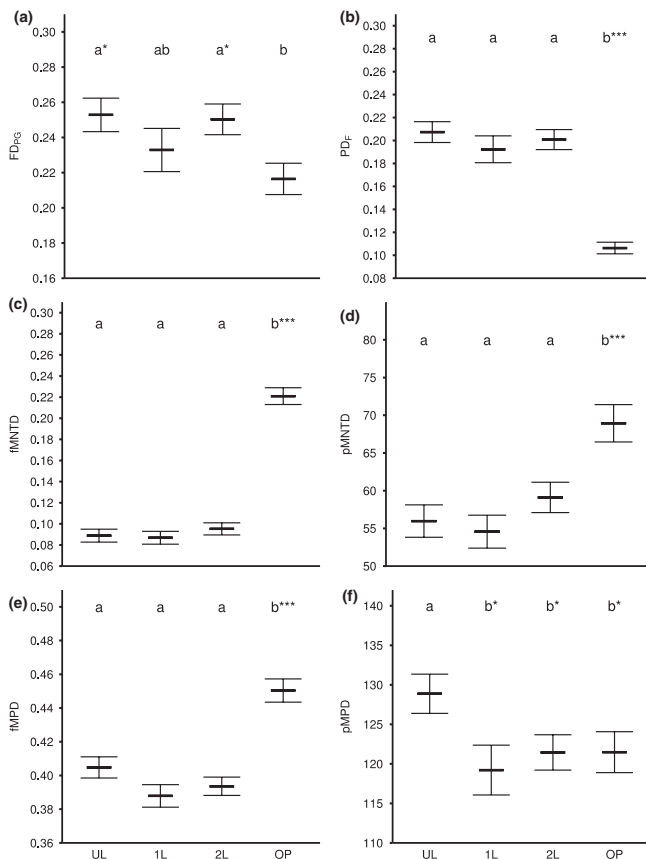 (a)
0.30
0.28
0.26
0.24
0.22
0.20
0.18
0.16
FDPG
a* ab a* b
(b)
0.30
0.28
0.26
0.24
0.22
0.20
0.18
0.16
0.14
0.12
0.10
0.08
PDF
a a a b***
(c)
0.30
0.28
0.26
0.24
0.22
0.20
0.18
0.16
0.14
0.12
0.10
0.08
0.06
fMNTD
a a a b***
(d)
80
75
70
65
60
55
50
pMNTD
a a a b***
(e)
0.50
0.48
0.46
0.44
0.42
0.40
0.38
0.36
fMPD
a a a b***
UL 1L 2L OP
(f)
140
135
130
125
120
115
110
pMPD
a b* b* b*
UL 1L 2L OP